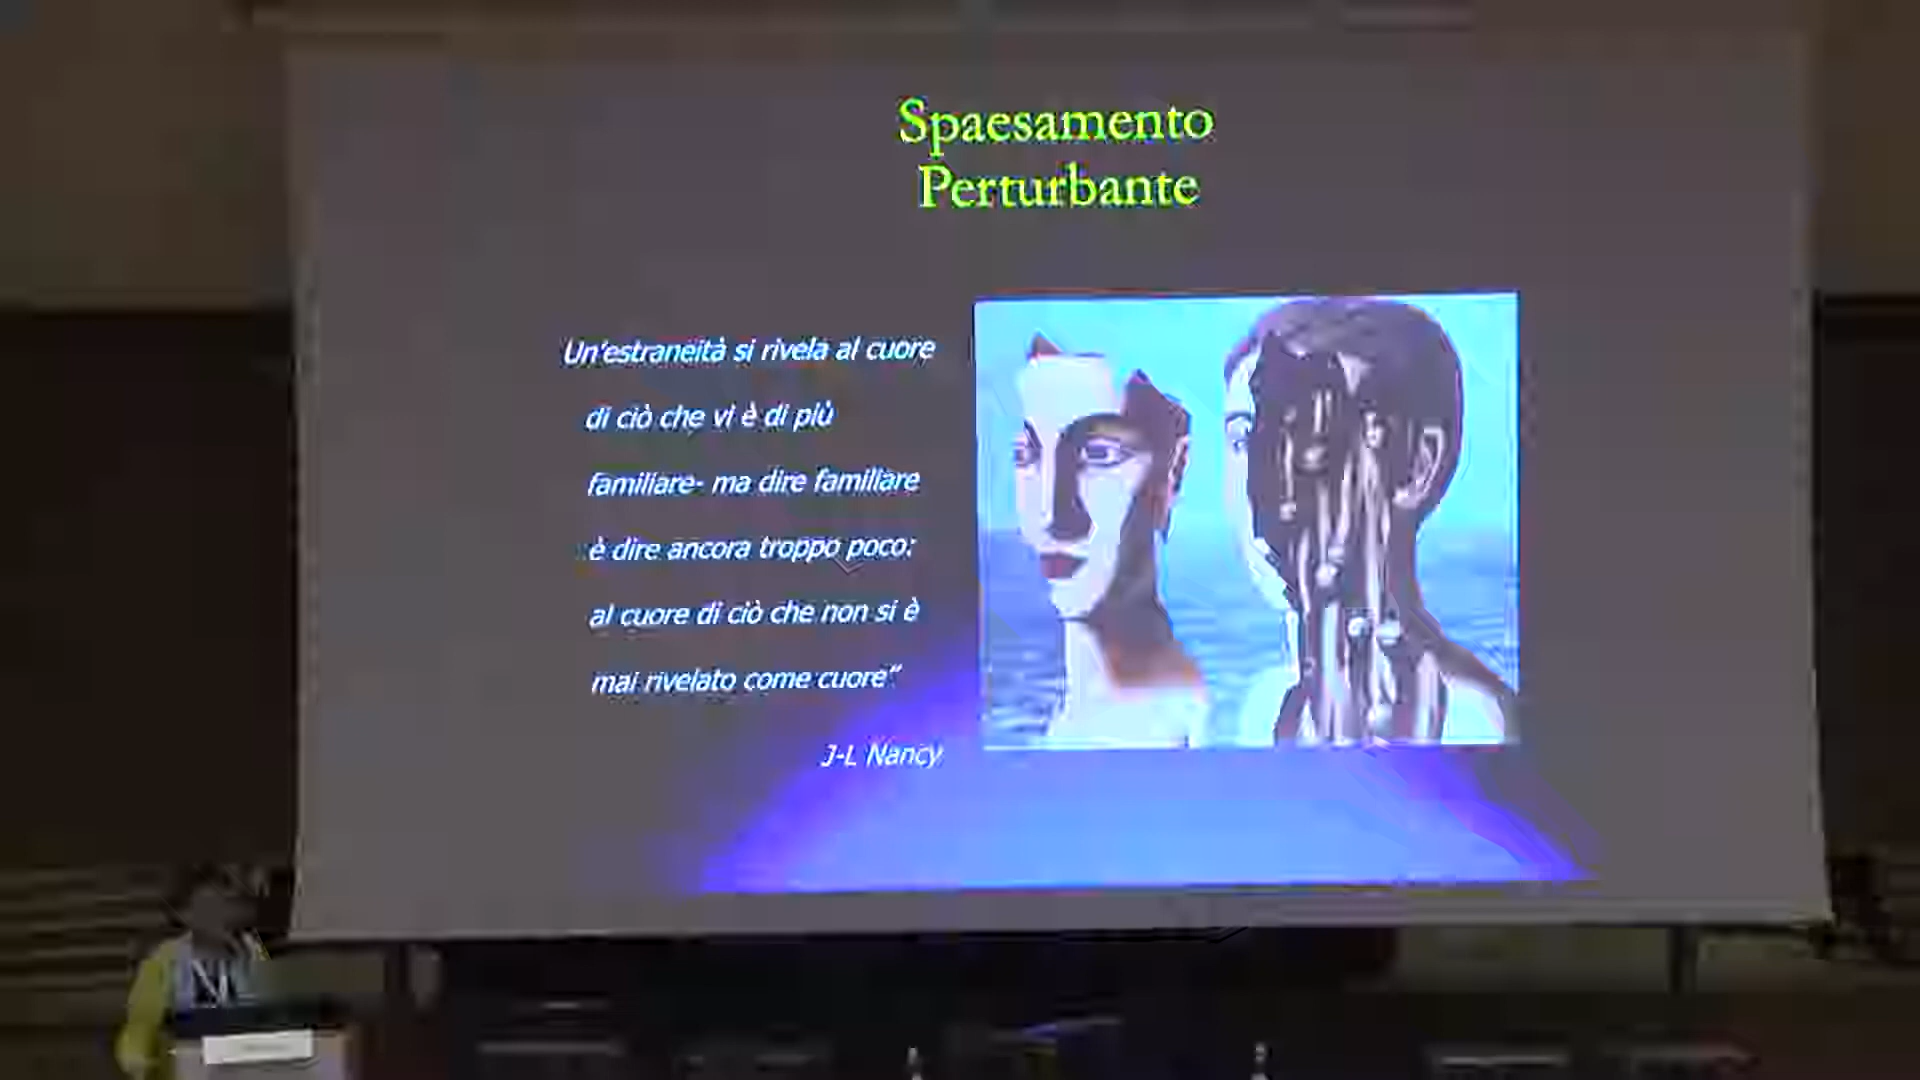 Spaesamento
Perturbante
Un'estraneità si rivela al cuore
di ciò che vi è di più
familiare- ma dire familiare
è dire ancora troppo poco:
al cuore di ciò che non si è
mai rivelato come cuore"
J-L Nancy